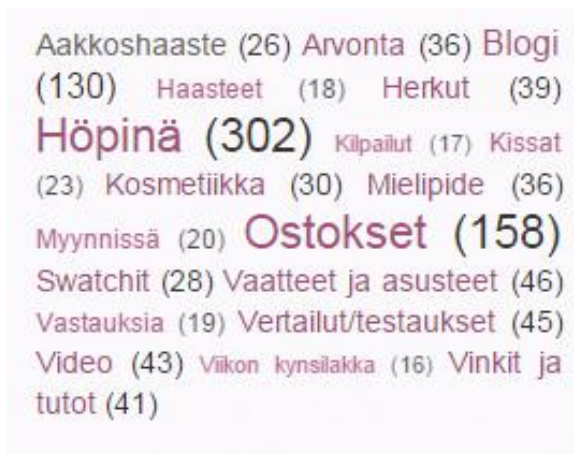 Aakkoshaaste (26) Arvonta (36) Blogi
(130) Haasteet (18) Herkut (39)
Höpinä (302) Kilpailut (17) Kissat
(23) Kosmetiikka (30) Mielipide (36)
Myynnissä (20) Ostokset (158)
Swatchit (28) Vaatteet ja asusteet (46)
Vastauksia (19) Vertailut/testaukset (45)
Video (43) Viikon kynsilakka (16) Vinkit ja
tutot (41)